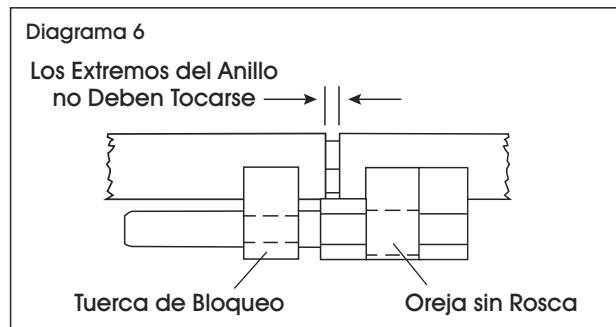 Diagrama 6
Los Extremos del Anillo
no Deben Tocarse
Tuerca de Bloqueo
Oreja sin Rosca